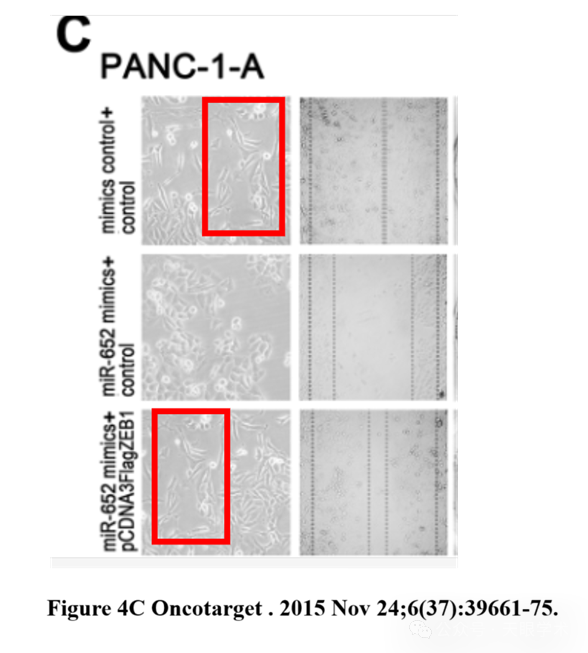 C
PANC-1-A
mimics control+
control
miR-652 mimics+
control
miR-652 mimics+
pCDNA3FlagZEB1
Figure 4C Oncotarget . 2015 Nov 24;6(37):39661-75.